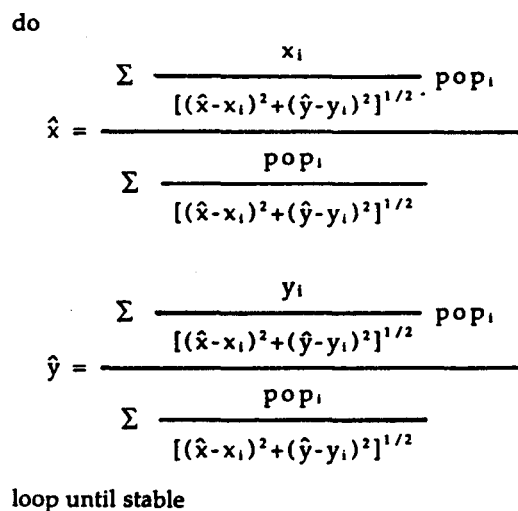 do
x̂ = Σ x_i / [(x̂-x_i)²+(ŷ-y_i)²]^{1/2} · pop_i
Σ pop_i / [(x̂-x_i)²+(ŷ-y_i)²]^{1/2}
ŷ = Σ y_i / [(x̂-x_i)²+(ŷ-y_i)²]^{1/2} pop_i
Σ pop_i / [(x̂-x_i)²+(ŷ-y_i)²]^{1/2}
loop until stable